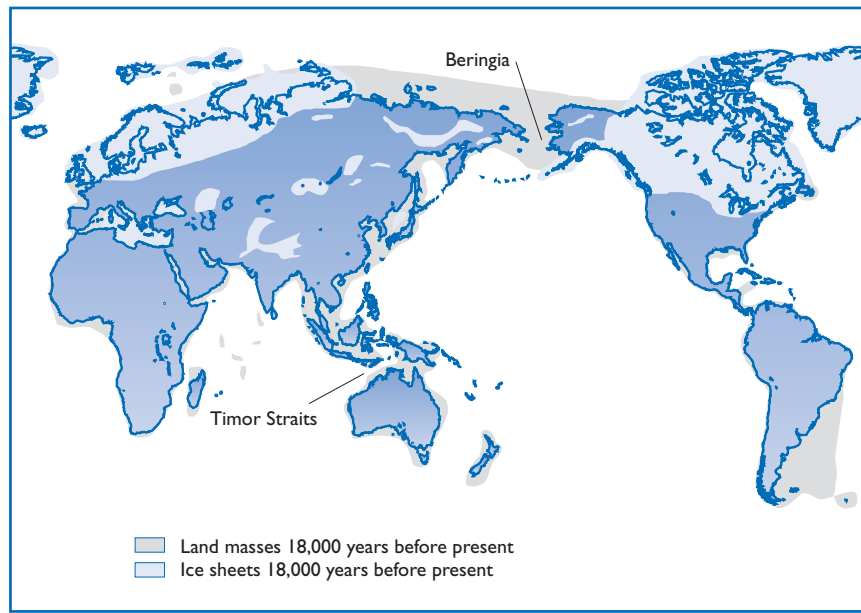 Beringia
Timor Straits
Land masses 18,000 years before present
Ice sheets 18,000 years before present